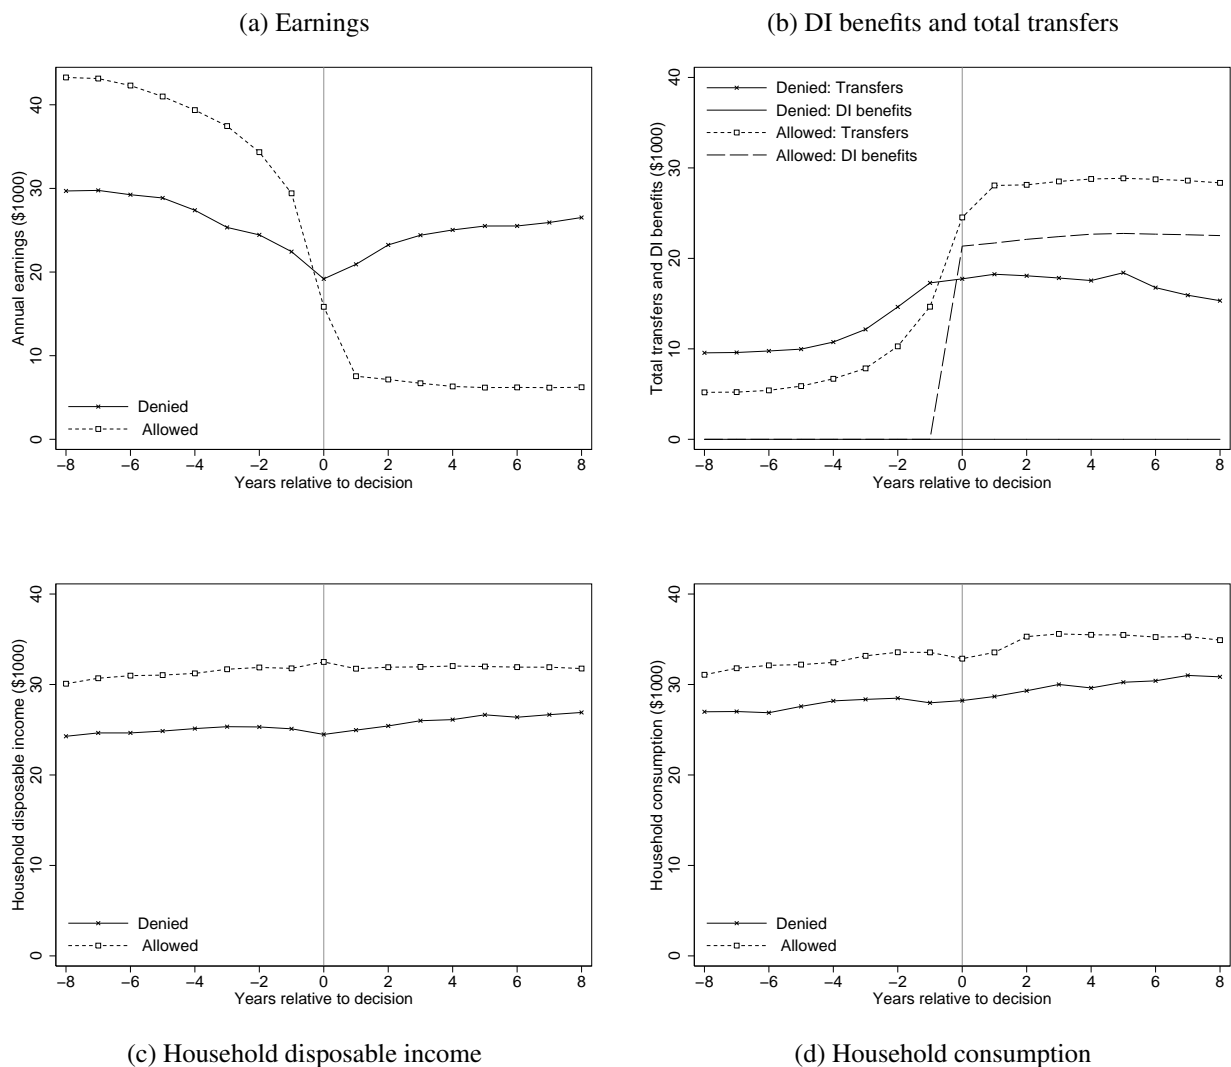 (a) Earnings
Annual earnings ($1000)
40
30
20
10
0
Denied
Allowed
−8 −6 −4 −2 0 2 4 6 8
Years relative to decision
(b) DI benefits and total transfers
Total transfers and DI benefits ($1000)
40
30
20
10
0
Denied: Transfers
Denied: DI benefits
Allowed: Transfers
Allowed: DI benefits
−8 −6 −4 −2 0 2 4 6 8
Years relative to decision
Household disposable income ($1000)
40
30
20
10
0
Denied
Allowed
−8 −6 −4 −2 0 2 4 6 8
Years relative to decision
(c) Household disposable income
Household consumption ($1000)
40
30
20
10
0
Denied
Allowed
−8 −6 −4 −2 0 2 4 6 8
Years relative to decision
(d) Household consumption